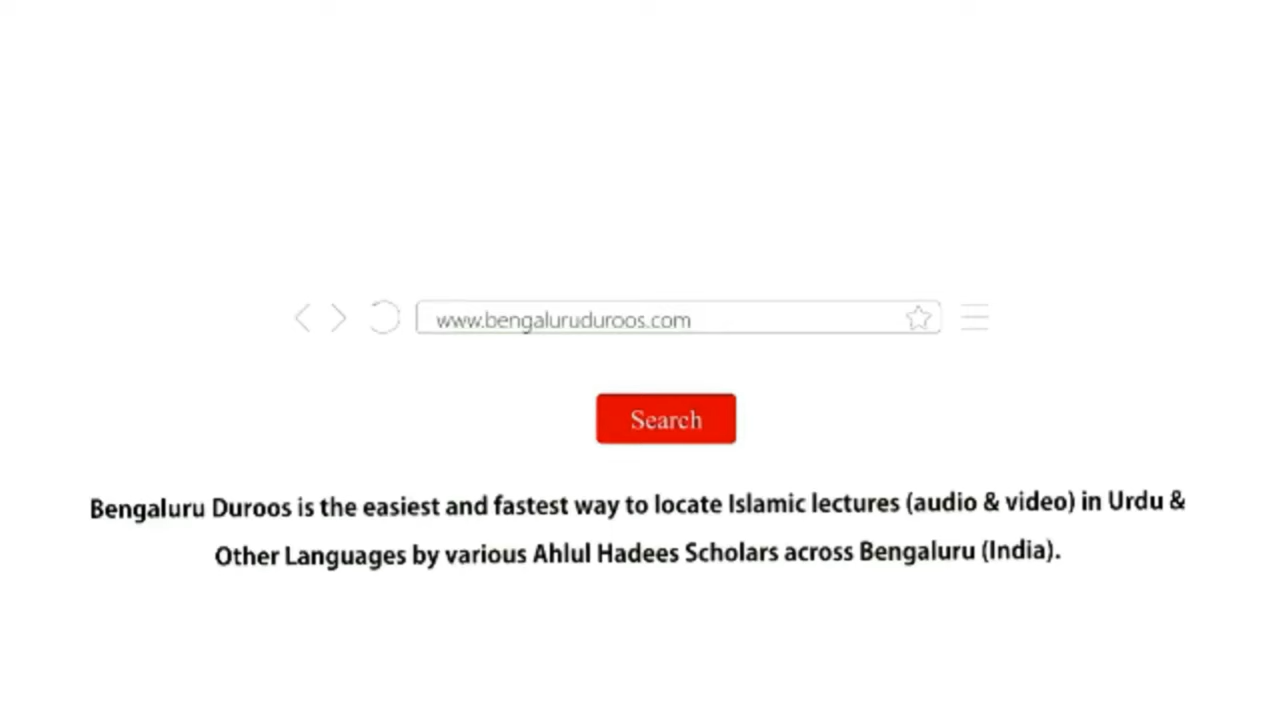 www.bengaluruduroos.com
Search
Bengaluru Duroos is the easiest and fastest way to locate Islamic lectures (audio & video) in Urdu &
Other Languages by various Ahlul Hadees Scholars across Bengaluru (India).